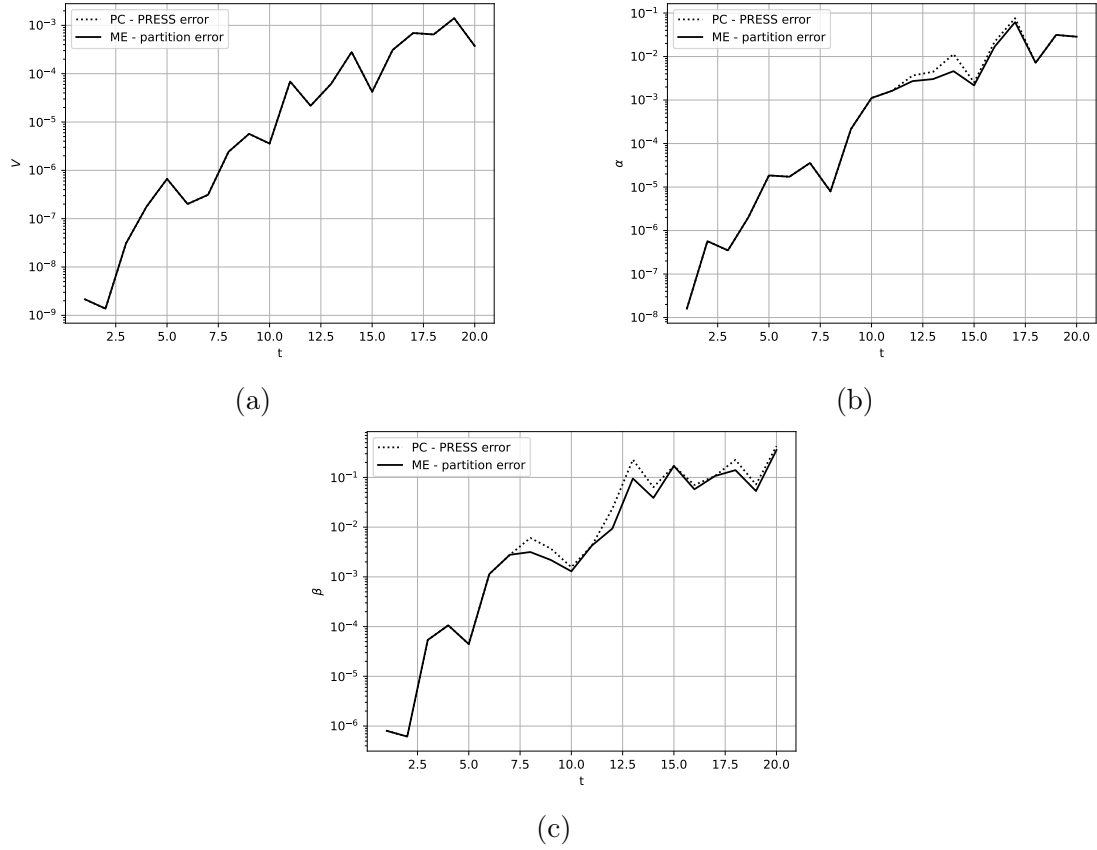 PC - PRESS error
ME - partition error
10⁻³
10⁻⁴
10⁻⁵
10⁻⁶
10⁻⁷
10⁻⁸
10⁻⁹
V
2.5 5.0 7.5 10.0 12.5 15.0 17.5 20.0
t
(a)
PC - PRESS error
ME - partition error
10⁻¹
10⁻²
10⁻³
10⁻⁴
10⁻⁵
10⁻⁶
10⁻⁷
10⁻⁸
α
2.5 5.0 7.5 10.0 12.5 15.0 17.5 20.0
t
(b)
PC - PRESS error
ME - partition error
10⁻¹
10⁻²
10⁻³
10⁻⁴
10⁻⁵
10⁻⁶
β
2.5 5.0 7.5 10.0 12.5 15.0 17.5 20.0
t
(c)